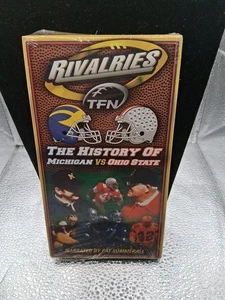 RIVALRIES
TFN
THE HISTORY OF
MICHIGAN VS OHIO STATE
NARRATED BY PAT SUMMERALL